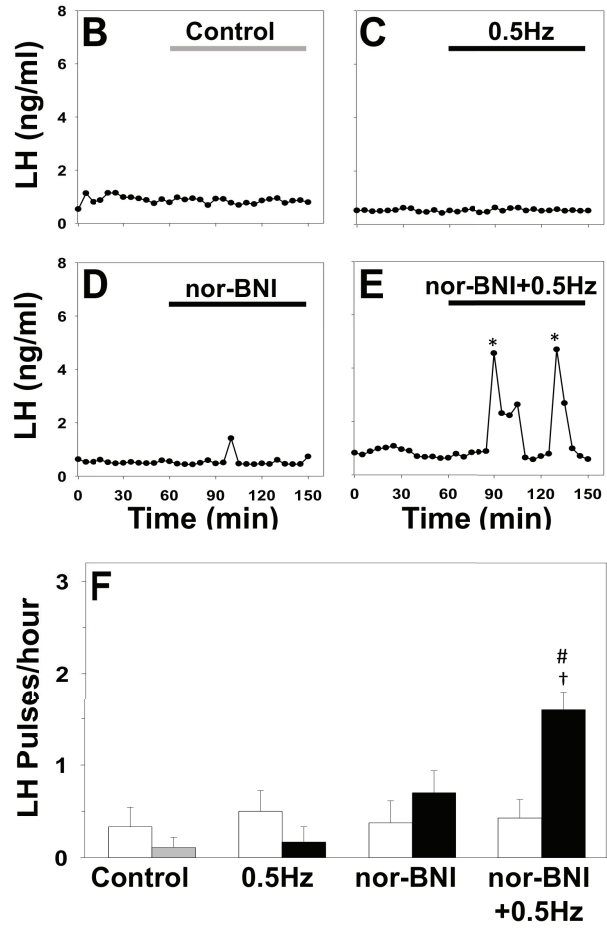 B
Control
8
6
4
2
0
LH (ng/ml)
C
0.5Hz
D
nor-BNI
8
6
4
2
0
LH (ng/ml)
0 30 60 90 120 150
Time (min)
E
nor-BNI+0.5Hz
* *
0 30 60 90 120 150
Time (min)
F
3
2
1
0
LH Pulses/hour
#
†
Control 0.5Hz nor-BNI nor-BNI
+0.5Hz